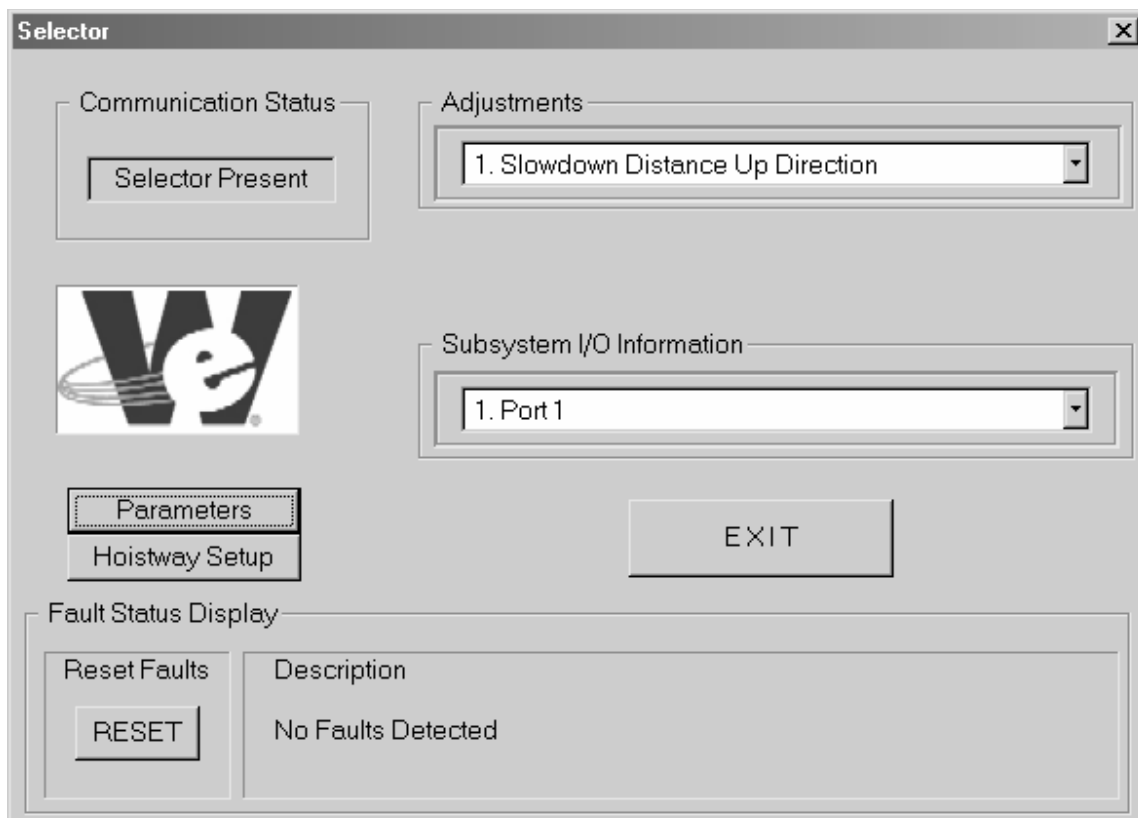 Selector
Communication Status
Selector Present
Adjustments
1. Slowdown Distance Up Direction
We
Subsystem I/O Information
1. Port 1
Parameters
Hoistway Setup
EXIT
Fault Status Display
Reset Faults
RESET
Description
No Faults Detected